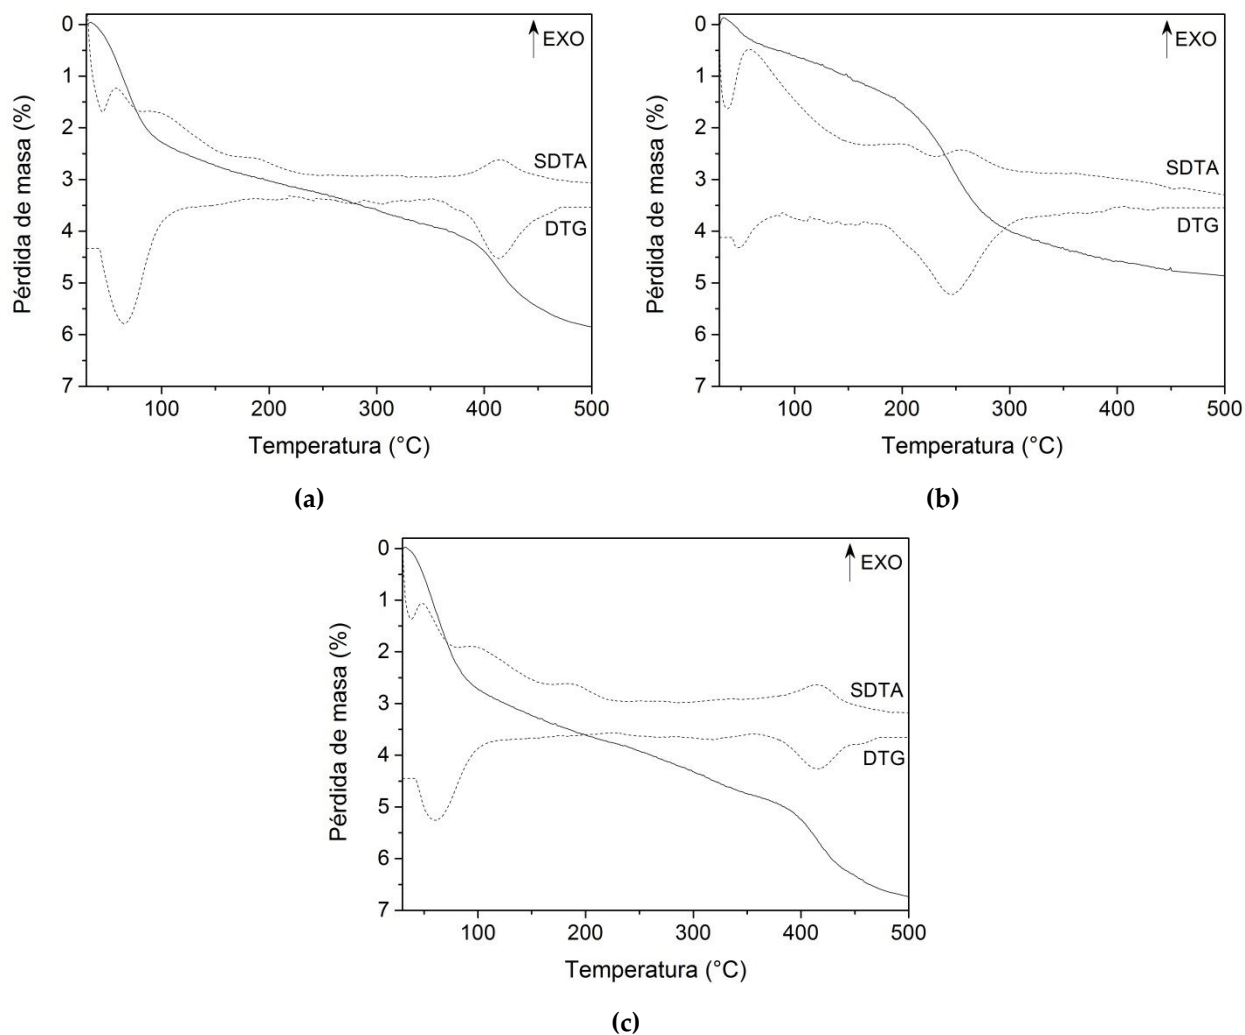 0
1
2
3
4
5
6
7
Pérdida de masa (%)
EXO
SDTA
DTG
100
200
300
400
500
Temperatura (°C)
(a)
0
1
2
3
4
5
6
7
Pérdida de masa (%)
EXO
SDTA
DTG
100
200
300
400
500
Temperatura (°C)
(b)
0
1
2
3
4
5
6
7
Pérdida de masa (%)
EXO
SDTA
DTG
100
200
300
400
500
Temperatura (°C)
(c)